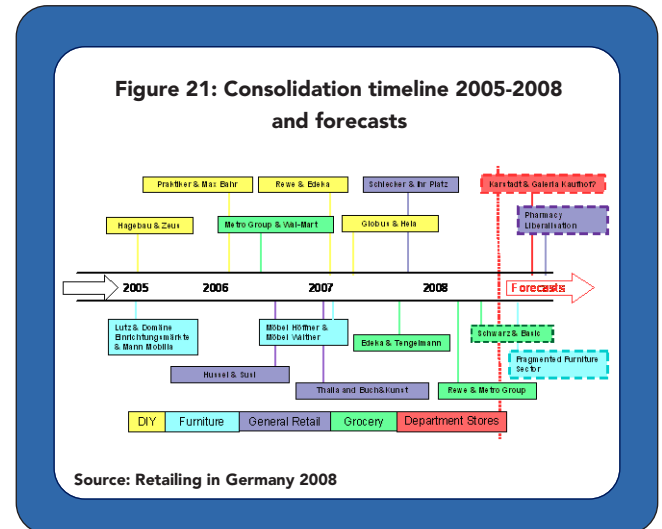 Figure 21: Consolidation timeline 2005-2008
and forecasts
Praktiker & Max Bahr
Rewe & Edeka
Schlecker & Ihr Platz
Karstadt & Galeria Kaufhof?
Hagebau & Zeus
Metro Group & Wal-Mart
Globus & Hela
Pharmacy
Liberalisation
2005
2006
2007
2008
Forecasts
Lutz & Domäne
Einrichtungsmärkte
& Mann Mobilia
Möbel Höffner &
Möbel Walther
Edeka & Tengelmann
Schwarz & Basic
Fragmented Furniture
Sector
Hussel & Susi
Thalia and Buch&Kunst
Rewe & Metro Group
DIY
Furniture
General Retail
Grocery
Department Stores
Source: Retailing in Germany 2008